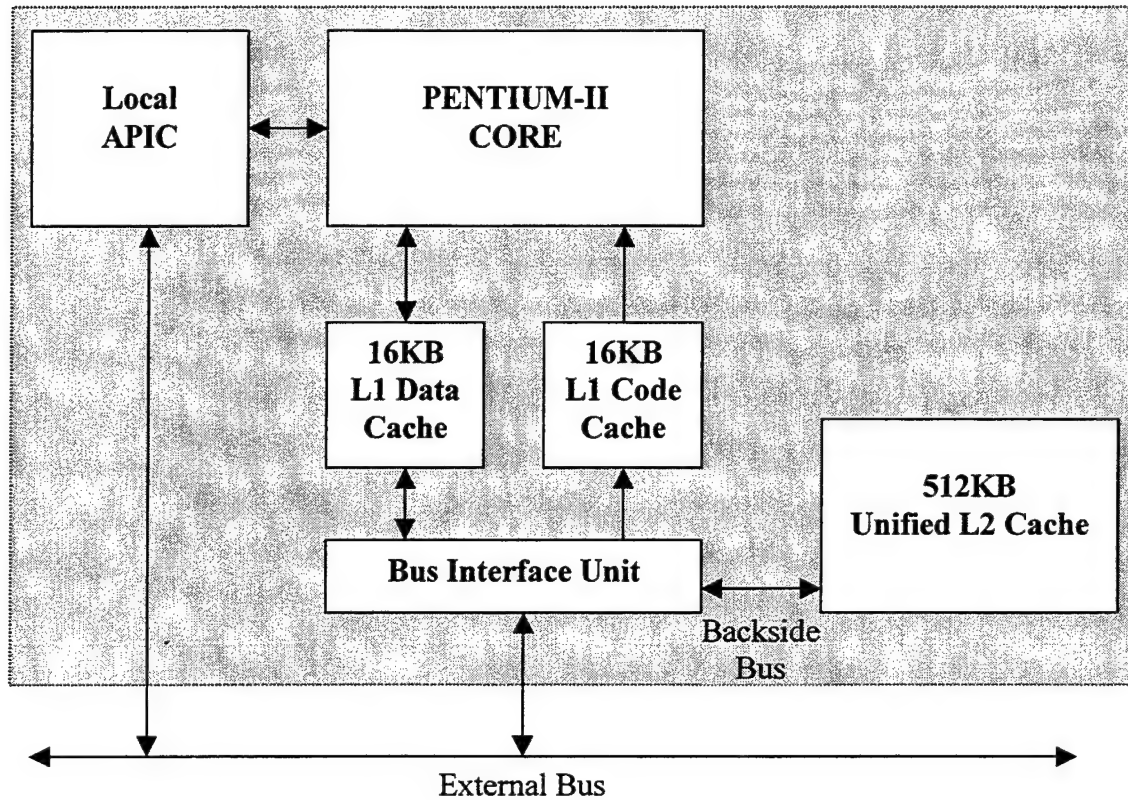 Local
APIC
PENTIUM-II
CORE
16KB
L1 Data
Cache
16KB
L1 Code
Cache
512KB
Unified L2 Cache
Bus Interface Unit
Backside
Bus
External Bus